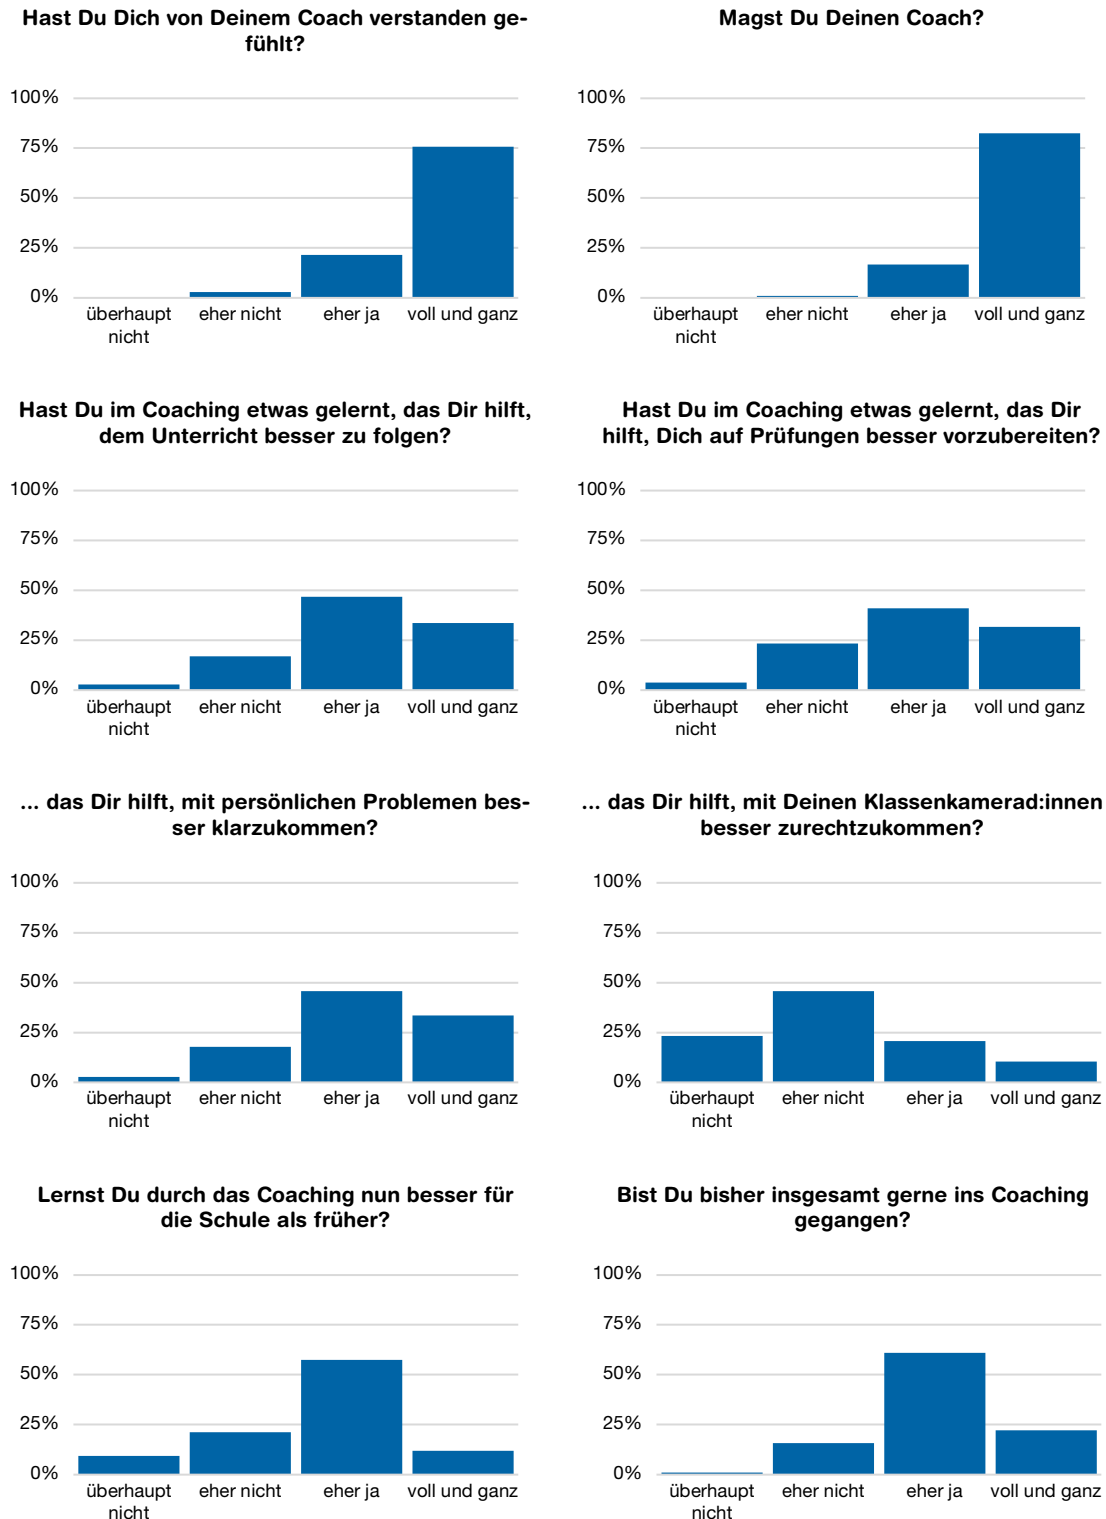 Hast Du Dich von Deinem Coach verstanden ge-
fühlt?
100%
75%
50%
25%
0%
überhaupt eher nicht eher ja voll und ganz
nicht
Magst Du Deinen Coach?
100%
75%
50%
25%
0%
überhaupt eher nicht eher ja voll und ganz
nicht
Hast Du im Coaching etwas gelernt, das Dir hilft,
dem Unterricht besser zu folgen?
100%
75%
50%
25%
0%
überhaupt eher nicht eher ja voll und ganz
nicht
Hast Du im Coaching etwas gelernt, das Dir
hilft, Dich auf Prüfungen besser vorzubereiten?
100%
75%
50%
25%
0%
überhaupt eher nicht eher ja voll und ganz
nicht
... das Dir hilft, mit persönlichen Problemen bes-
ser klarzukommen?
100%
75%
50%
25%
0%
überhaupt eher nicht eher ja voll und ganz
nicht
... das Dir hilft, mit Deinen Klassenkamerad:innen
besser zurechtzukommen?
100%
75%
50%
25%
0%
überhaupt eher nicht eher ja voll und ganz
nicht
Lernst Du durch das Coaching nun besser für
die Schule als früher?
100%
75%
50%
25%
0%
überhaupt eher nicht eher ja voll und ganz
nicht
Bist Du bisher insgesamt gerne ins Coaching
gegangen?
100%
75%
50%
25%
0%
überhaupt eher nicht eher ja voll und ganz
nicht